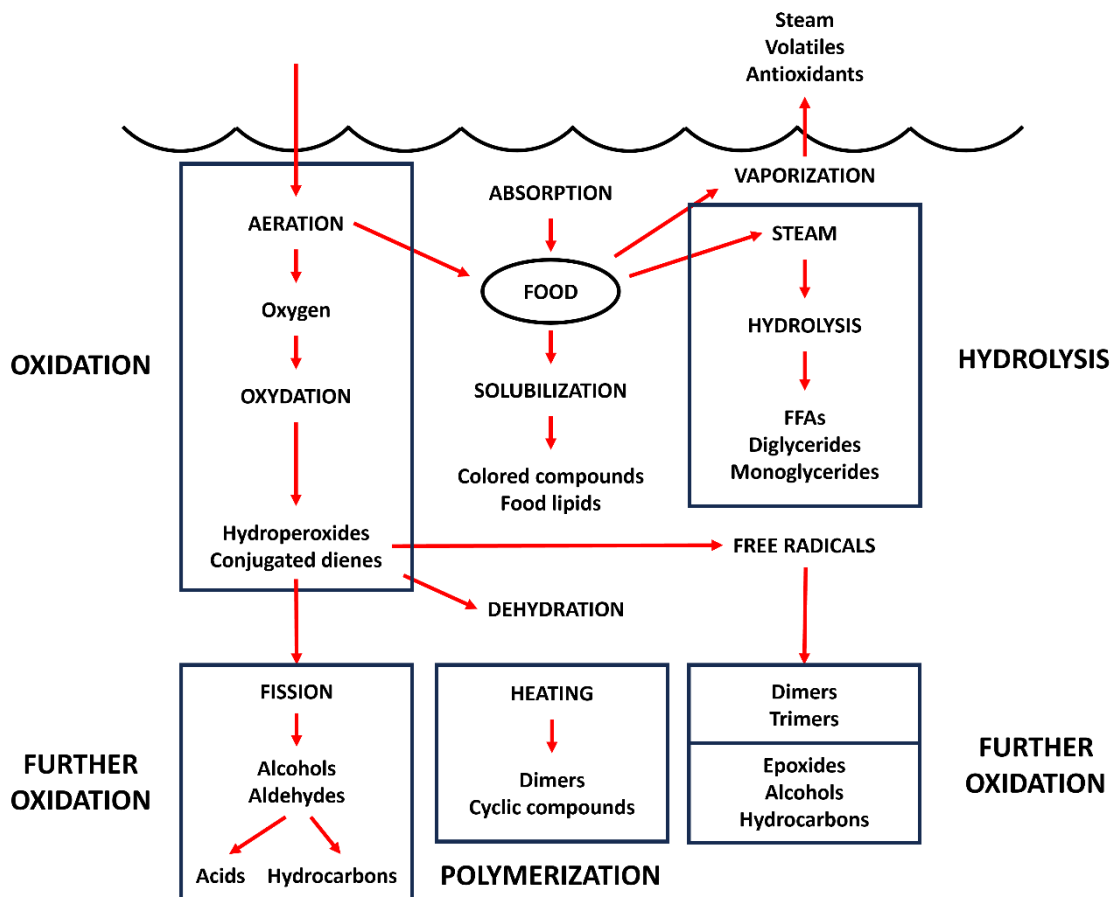 Steam
Volatiles
Antioxidants
VAPORIZATION
ABSORPTION
AERATION
STEAM
FOOD
Oxygen
HYDROLYSIS
OXIDATION
HYDROLYSIS
OXYDATION
SOLUBILIZATION
FFAs
Diglycerides
Monoglycerides
Colored compounds
Food lipids
Hydroperoxides
Conjugated dienes
FREE RADICALS
DEHYDRATION
FISSION
HEATING
Dimers
Trimers
FURTHER
OXIDATION
Alcohols
Aldehydes
Dimers
Cyclic compounds
Epoxides
Alcohols
Hydrocarbons
FURTHER
OXIDATION
Acids
Hydrocarbons
POLYMERIZATION